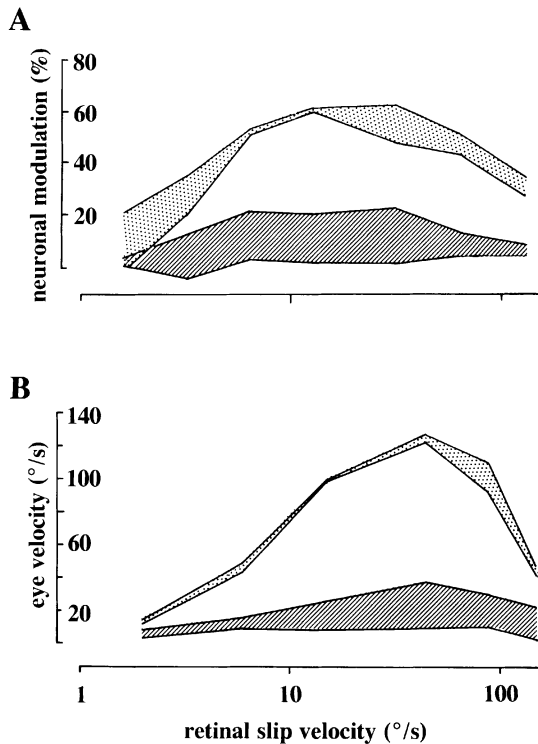 A
neuronal modulation (%)
80
60
40
20
B
eye velocity (°/s)
140
100
60
20
1
10
100
retinal slip velocity (°/s)